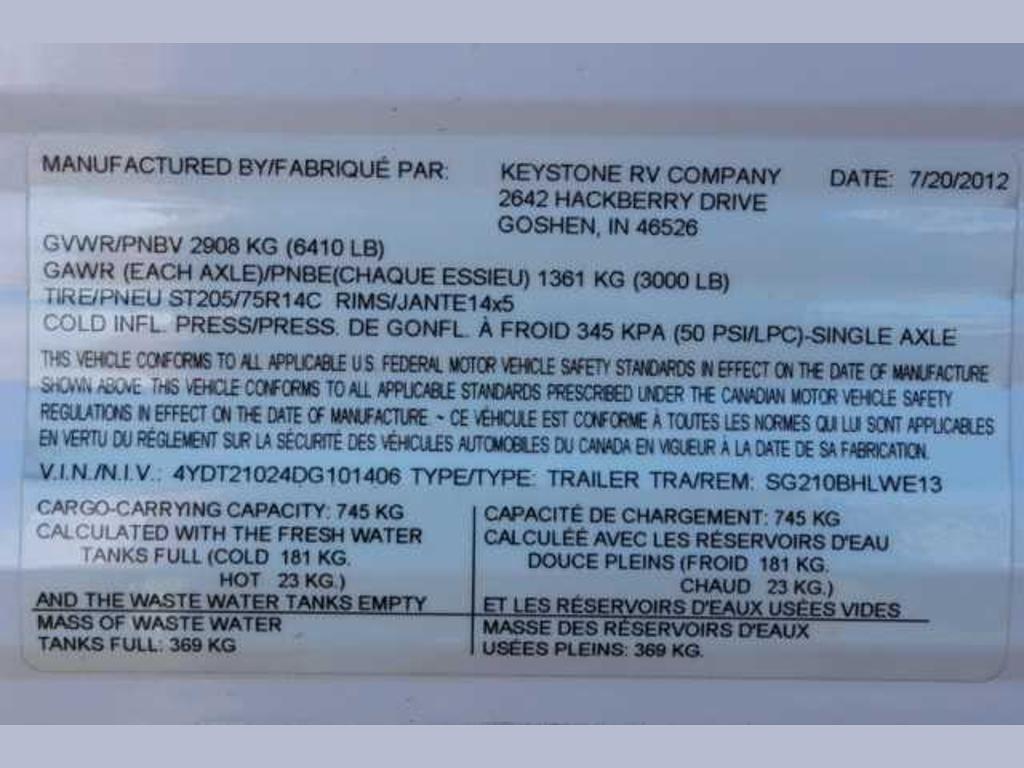 MANUFACTURED BY/FABRIQUÉ PAR: KEYSTONE RV COMPANY DATE: 7/20/2012
2642 HACKBERRY DRIVE
GOSHEN, IN 46526
GVWR/PNBV 2908 KG (6410 LB)
GAWR (EACH AXLE)/PNBE(CHAQUE ESSIEU) 1361 KG (3000 LB)
TIRE/PNEU ST205/75R14C RIMS/JANTE14x5
COLD INFL. PRESS/PRESS. DE GONFL. À FROID 345 KPA (50 PSI/LPC)-SINGLE AXLE
THIS VEHICLE CONFORMS TO ALL APPLICABLE U.S. FEDERAL MOTOR VEHICLE SAFETY STANDARDS IN EFFECT ON THE DATE OF MANUFACTURE
SHOWN ABOVE. THIS VEHICLE CONFORMS TO ALL APPLICABLE STANDARDS PRESCRIBED UNDER THE CANADIAN MOTOR VEHICLE SAFETY
REGULATIONS IN EFFECT ON THE DATE OF MANUFACTURE. ~ CE VÉHICULE EST CONFORME À TOUTES LES NORMES QUI LUI SONT APPLICABLES
EN VERTU DU RÉGLEMENT SUR LA SÉCURITÉ DES VÉHICULES AUTOMOBILES DU CANADA EN VIGUEUR À LA DATE DE SA FABRICATION.
V.I.N./N.I.V.: 4YDT21024DG101406 TYPE/TYPE: TRAILER TRA/REM: SG210BHLWE13
CARGO-CARRYING CAPACITY: 745 KG
CALCULATED WITH THE FRESH WATER
TANKS FULL (COLD 181 KG.
HOT 23 KG.)
AND THE WASTE WATER TANKS EMPTY
MASS OF WASTE WATER
TANKS FULL: 369 KG
CAPACITÉ DE CHARGEMENT: 745 KG
CALCULÉE AVEC LES RÉSERVOIRS D'EAU
DOUCE PLEINS (FROID 181 KG.
CHAUD 23 KG.)
ET LES RÉSERVOIRS D'EAUX USÉES VIDES
MASSE DES RÉSERVOIRS D'EAUX
USÉES PLEINS: 369 KG.